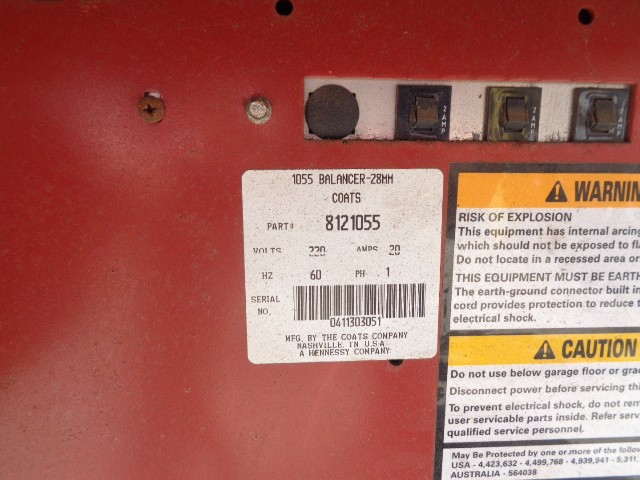 2 AMP
2 AMP
2 AMP
1055 BALANCER-28MM
COATS
PART# 8121055
VOLTS 220 AMPS 20
HZ 60 PH 1
SERIAL NO.
0411303051
MFG. BY THE COATS COMPANY
NASHVILLE, TN U.S.A.
A HENNESSY COMPANY
WARNIN
RISK OF EXPLOSION
This equipment has internal arcing
which should not be exposed to fl
Do not locate in a recessed area or
THIS EQUIPMENT MUST BE EARTH
The earth-ground connector built in
cord provides protection to reduce t
electrical shock.
CAUTION
Do not use below garage floor or gra
Disconnect power before servicing thi
To prevent electrical shock, do not rem
user servicable parts inside. Refer serv
qualified service personnel.
May Be Protected by one or more of the follow
USA - 4,423,632 - 4,499,768 - 4,939,941 - 5,311,
AUSTRALIA - 564038